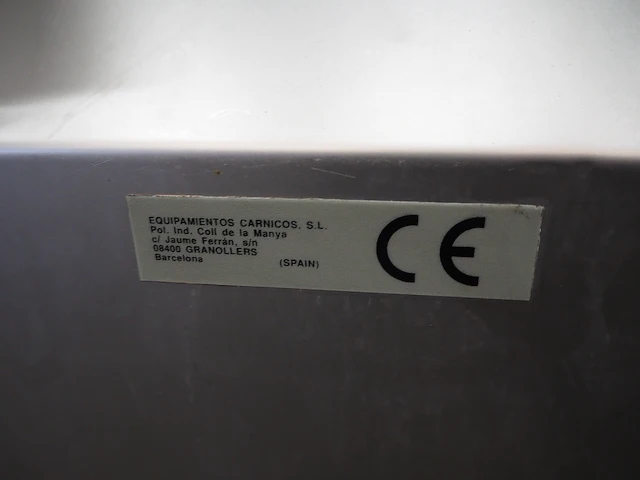 EQUIPAMIENTOS CARNICOS, S.L.
Pol. Ind. Coll de la Manya
c/ Jaume Ferrán, s/n
08400 GRANOLLERS
Barcelona (SPAIN)
CE